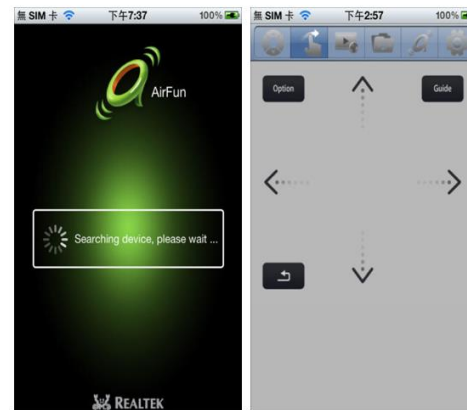 無 SIM 卡 下午7:37 100%
AirFun
Searching device, please wait ...
REALTEK
無 SIM 卡 下午2:57 100%
Option
Guide